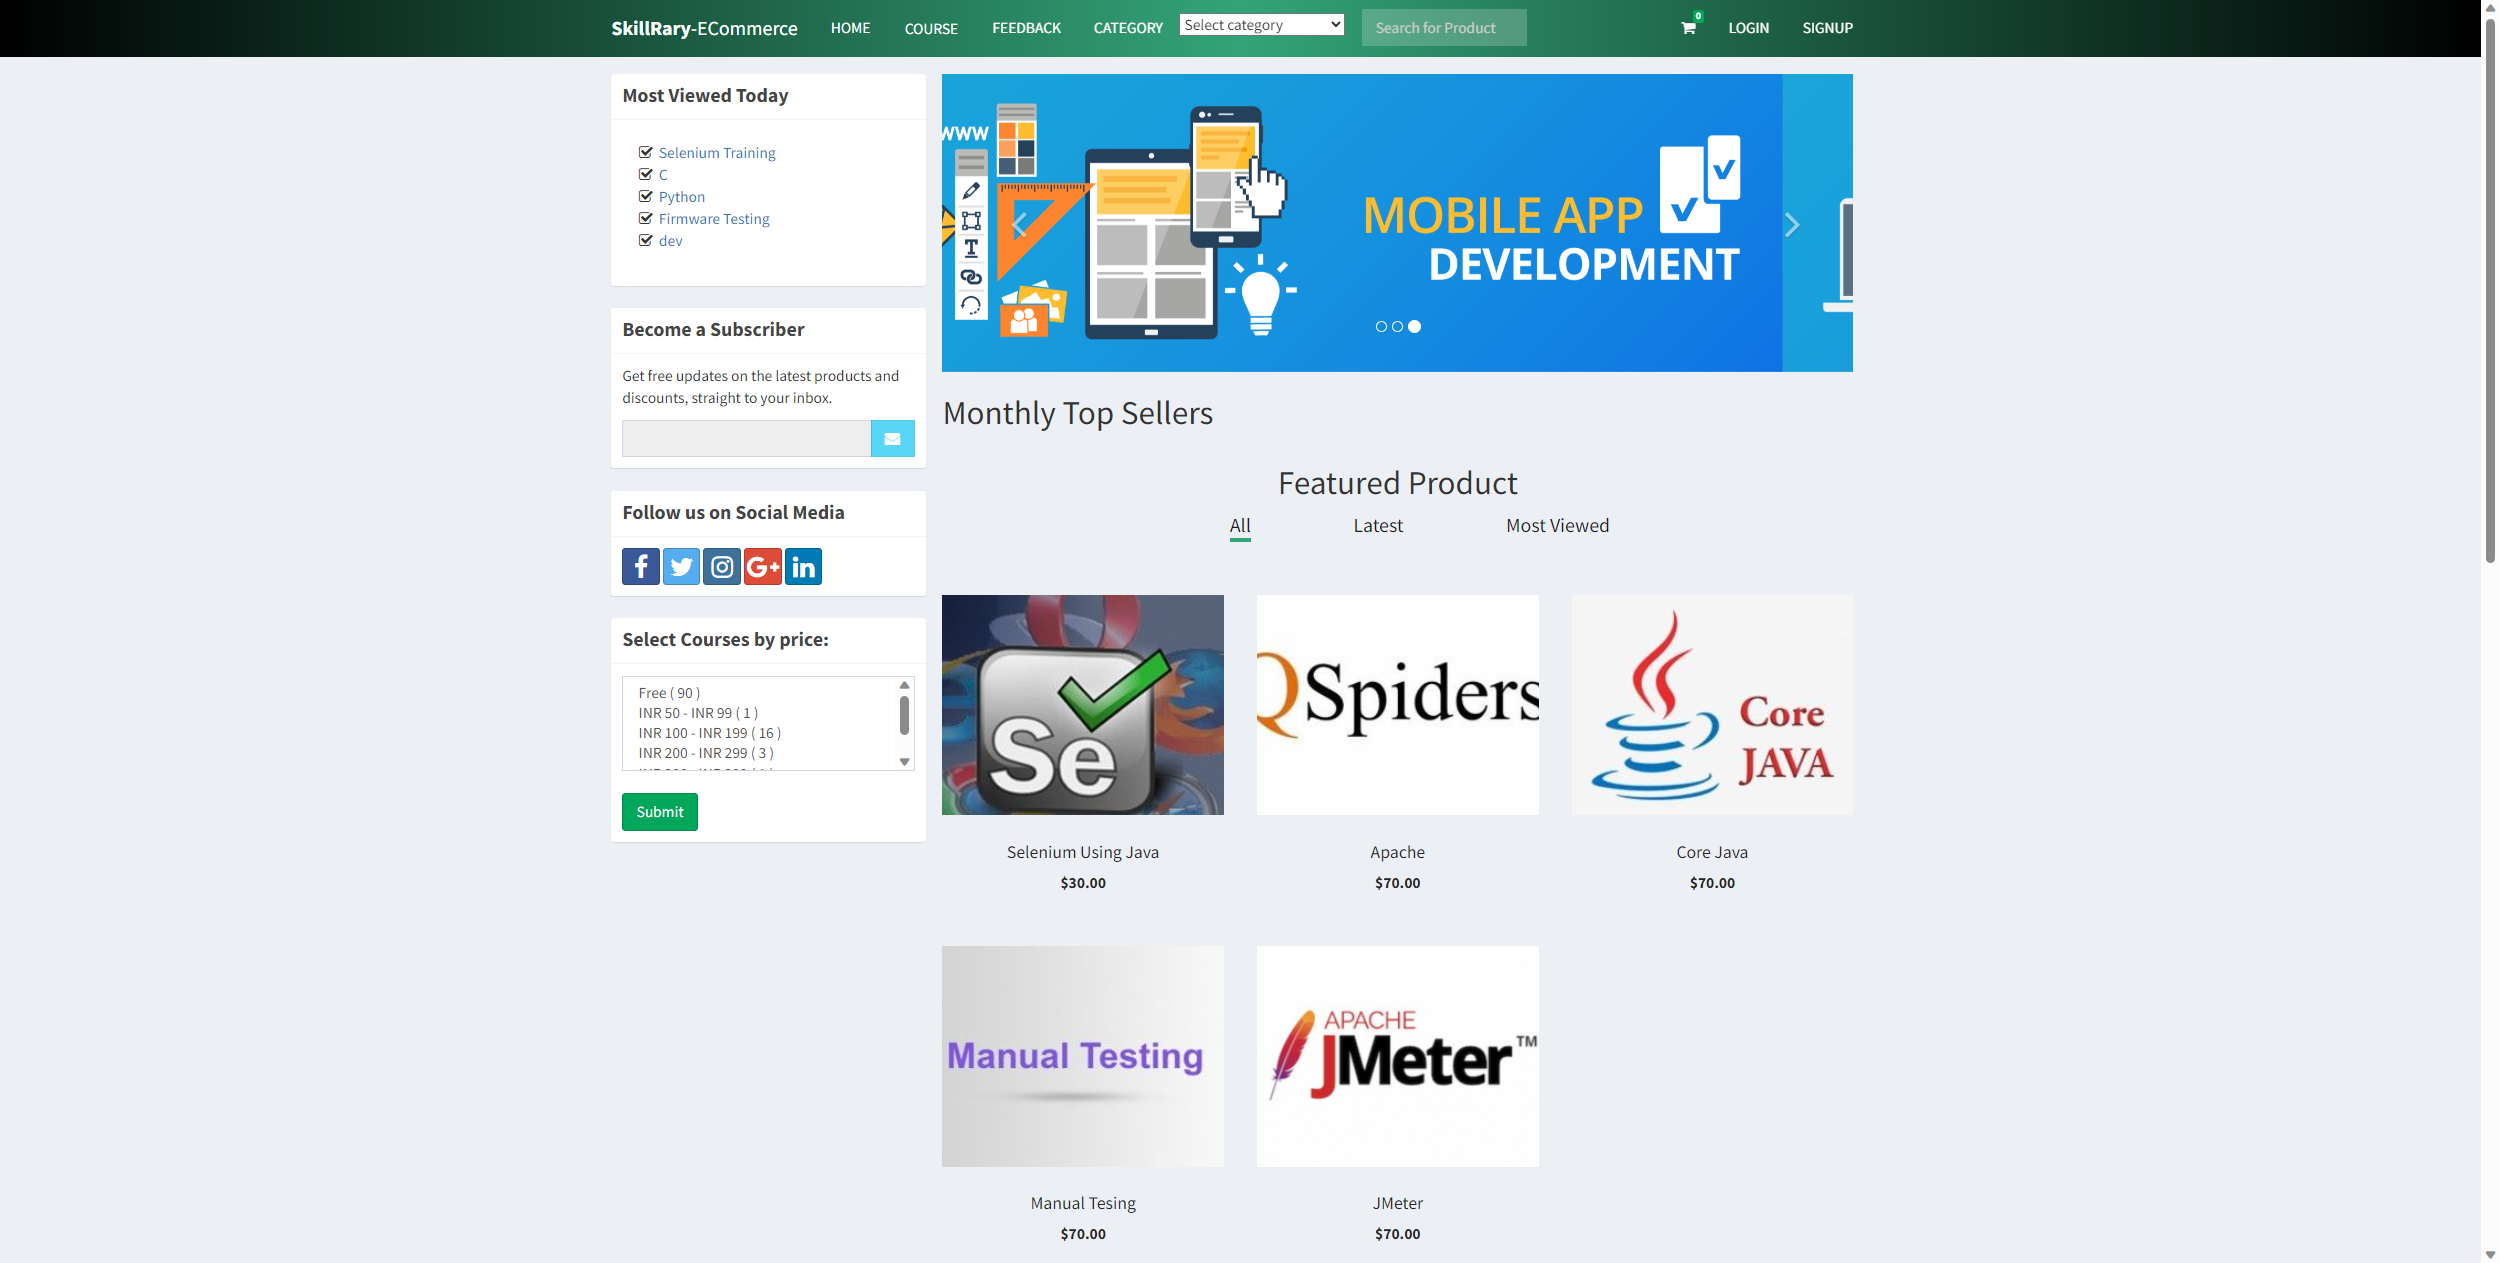 SkillRary-ECommerce HOME COURSE FEEDBACK CATEGORY Select category Search for Product 0 LOGIN SIGNUP
Most Viewed Today
Selenium Training
C
Python
Firmware Testing
dev
Become a Subscriber
Get free updates on the latest products and
discounts, straight to your inbox.
Follow us on Social Media
Select Courses by price:
Free ( 90 )
INR 50 - INR 99 ( 1 )
INR 100 - INR 199 ( 16 )
INR 200 - INR 299 ( 3 )
Submit
WWW
T
MOBILE APP
DEVELOPMENT
Monthly Top Sellers
Featured Product
All Latest Most Viewed
Se
QSpiders
Core
JAVA
Selenium Using Java
$30.00
Apache
$70.00
Core Java
$70.00
Manual Testing
APACHE
JMeter™
Manual Tesing
$70.00
JMeter
$70.00